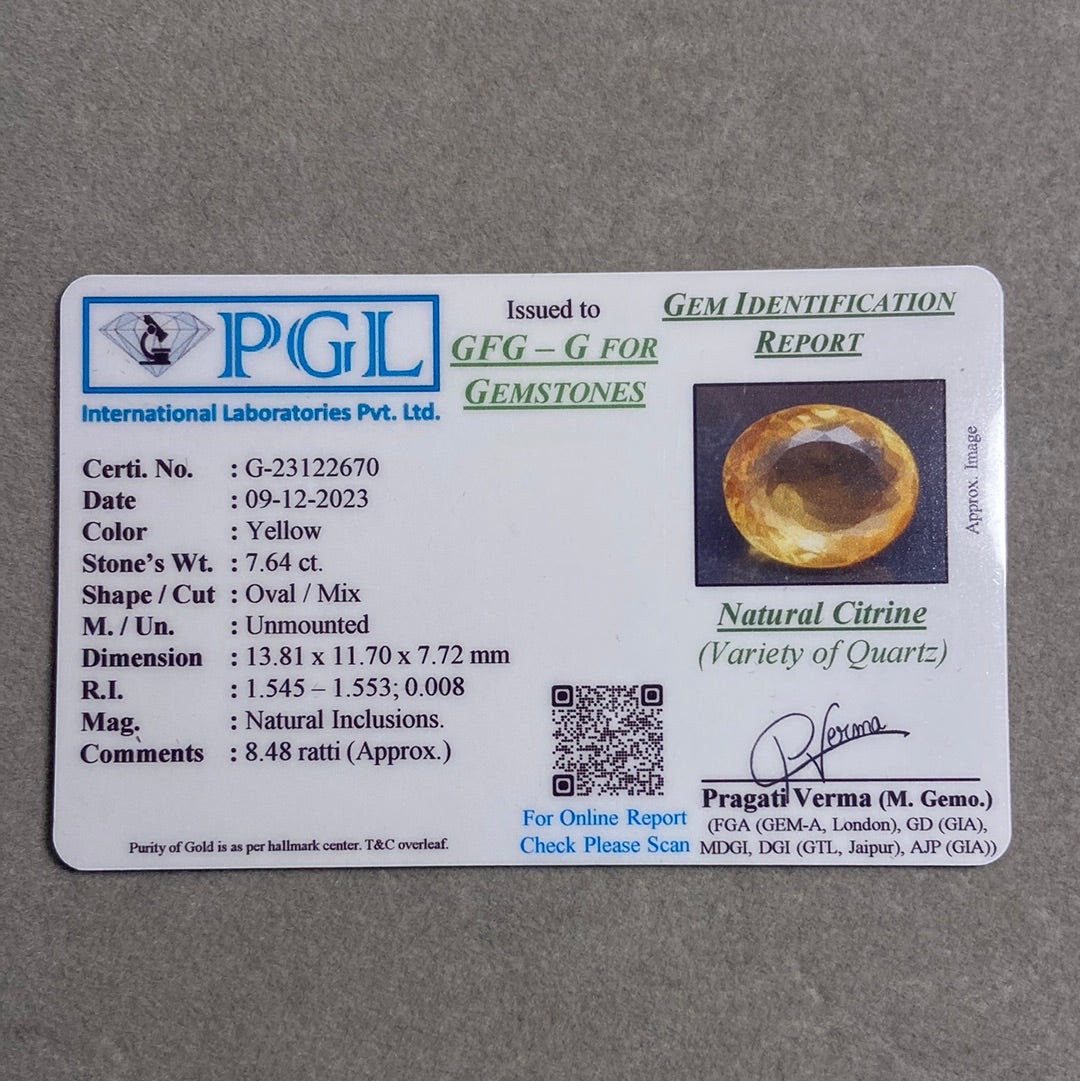 PGL
International Laboratories Pvt. Ltd.
Issued to
GFG – G FOR
GEMSTONES
GEM IDENTIFICATION
REPORT
Certi. No. : G-23122670
Date : 09-12-2023
Color : Yellow
Stone's Wt. : 7.64 ct.
Shape / Cut : Oval / Mix
M. / Un. : Unmounted
Dimension : 13.81 x 11.70 x 7.72 mm
R.I. : 1.545 – 1.553; 0.008
Mag. : Natural Inclusions.
Comments : 8.48 ratti (Approx.)
Purity of Gold is as per hallmark center. T&C overleaf.
For Online Report
Check Please Scan
Approx. Image
Natural Citrine
(Variety of Quartz)
P Verma
Pragati Verma (M. Gemo.)
(FGA (GEM-A, London), GD (GIA),
MDGI, DGI (GTL, Jaipur), AJP (GIA))